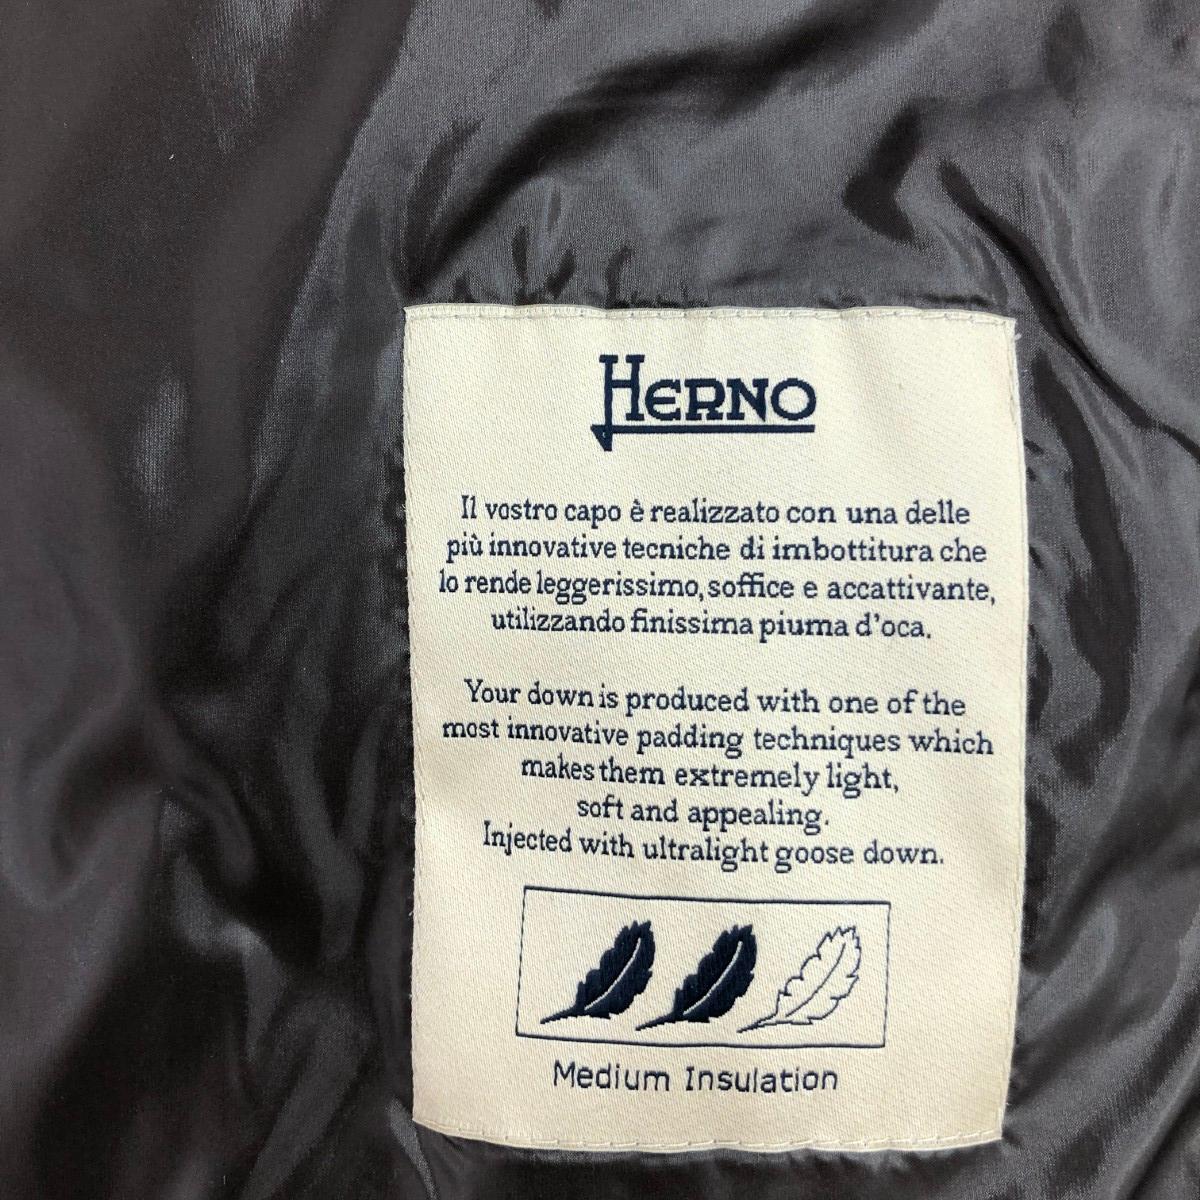 HERNO
Il vostro capo è realizzato con una delle
più innovative tecniche di imbottitura che
lo rende leggerissimo, soffice e accattivante,
utilizzando finissima piuma d'oca.
Your down is produced with one of the
most innovative padding techniques which
makes them extremely light,
soft and appealing.
Injected with ultralight goose down.
Medium Insulation